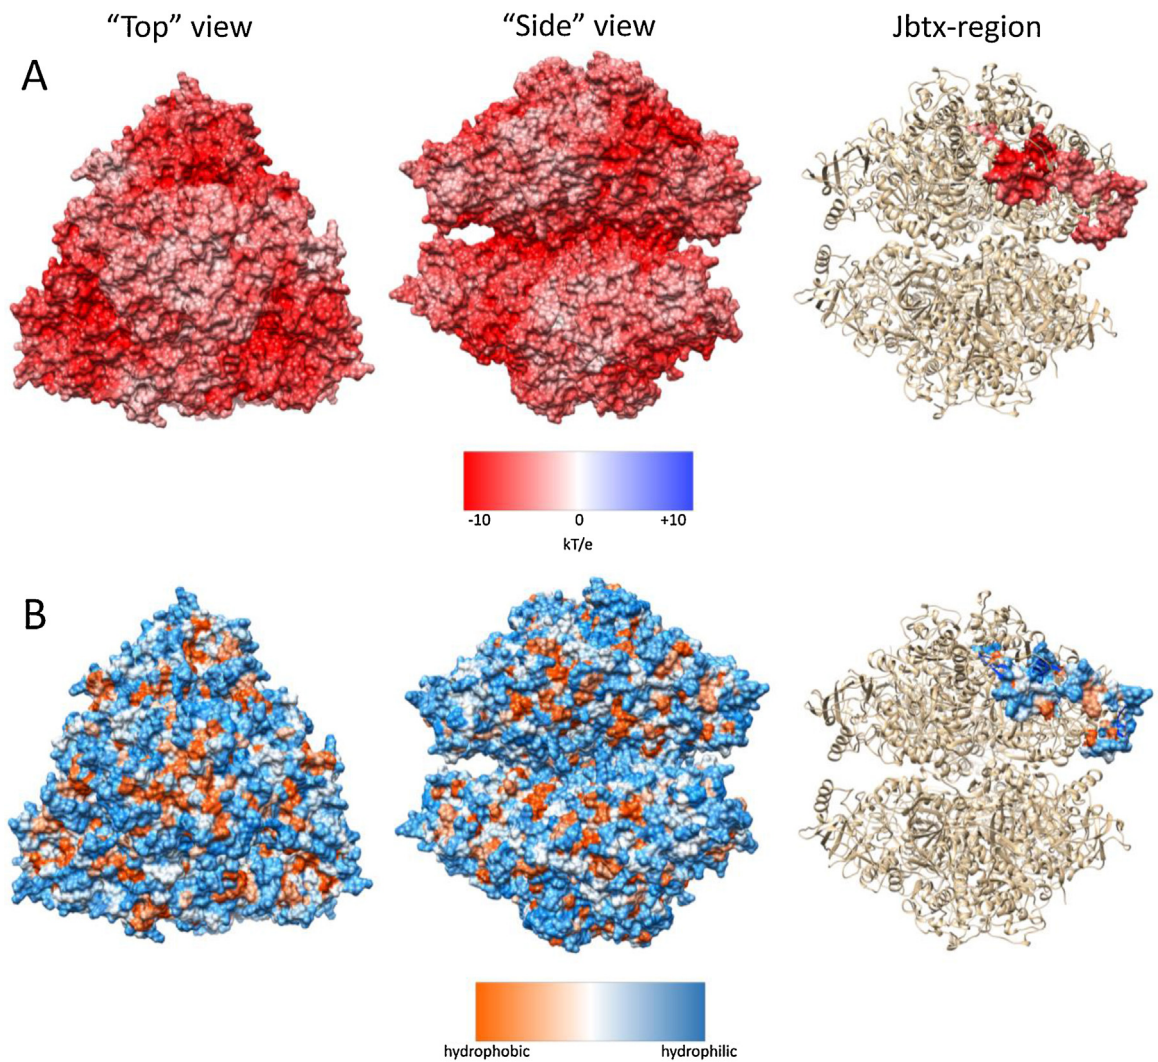 “Top” view
“Side” view
Jbtx-region
A
-10
0
+10
kT/e
B
hydrophobic
hydrophilic